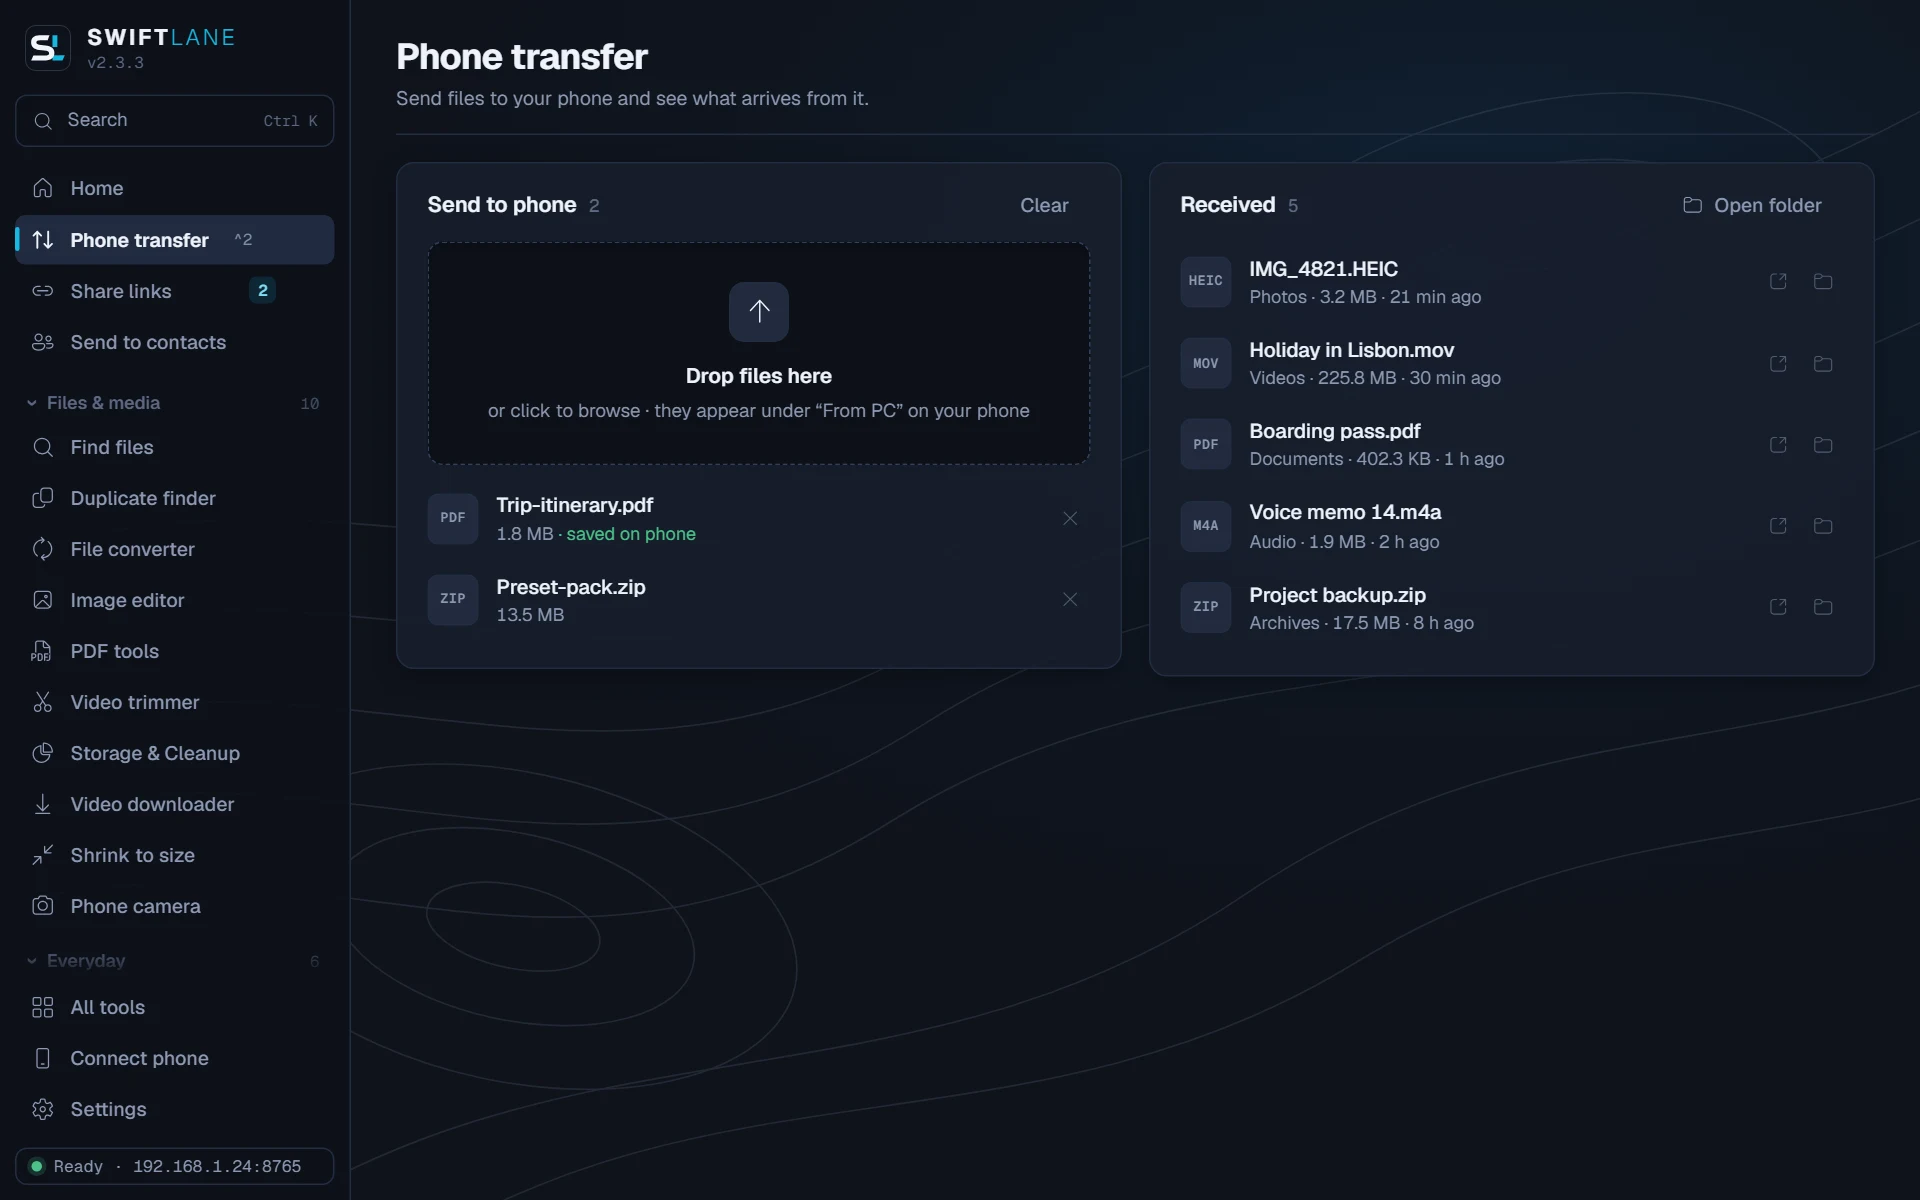 SWIFTLANE
v2.3.3
Search Ctrl K
Home
Phone transfer ^2
Share links 2
Send to contacts
Files & media 10
Find files
Duplicate finder
File converter
Image editor
PDF tools
Video trimmer
Storage & Cleanup
Video downloader
Shrink to size
Phone camera
Everyday 6
All tools
Connect phone
Settings
Ready · 192.168.1.24:8765
Phone transfer
Send files to your phone and see what arrives from it.
Send to phone 2 Clear
Drop files here
or click to browse · they appear under “From PC” on your phone
PDF
Trip-itinerary.pdf
1.8 MB · saved on phone
ZIP
Preset-pack.zip
13.5 MB
Received 5 Open folder
HEIC
IMG_4821.HEIC
Photos · 3.2 MB · 21 min ago
MOV
Holiday in Lisbon.mov
Videos · 225.8 MB · 30 min ago
PDF
Boarding pass.pdf
Documents · 402.3 KB · 1 h ago
M4A
Voice memo 14.m4a
Audio · 1.9 MB · 2 h ago
ZIP
Project backup.zip
Archives · 17.5 MB · 8 h ago